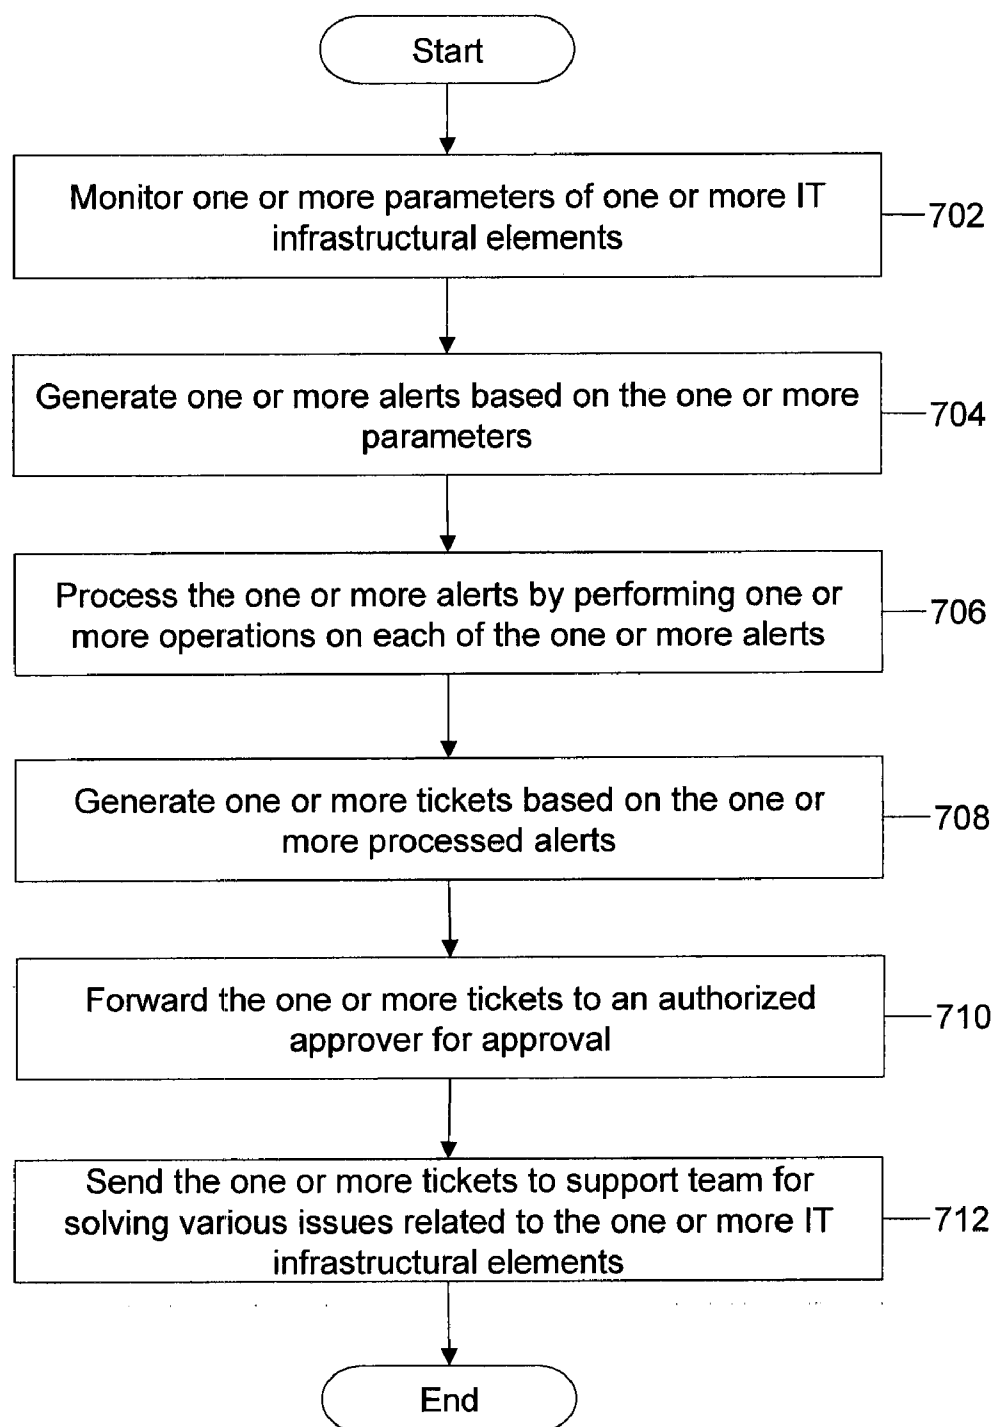 Start
Monitor one or more parameters of one or more IT
infrastructural elements
702
Generate one or more alerts based on the one or more
parameters
704
Process the one or more alerts by performing one or
more operations on each of the one or more alerts
706
Generate one or more tickets based on the one or
more processed alerts
708
Forward the one or more tickets to an authorized
approver for approval
710
Send the one or more tickets to support team for
solving various issues related to the one or more IT
infrastructural elements
712
End